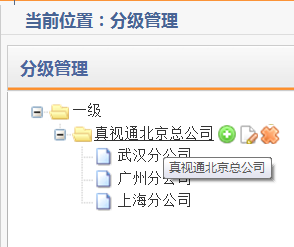 当前位置：分级管理
分级管理
一级
真视通北京总公司
武汉分公司
真视通北京总公司
广州分公司
上海分公司